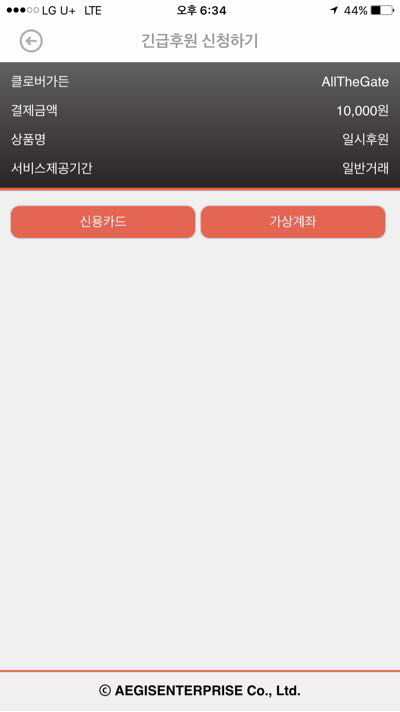 LG U+ LTE 오후 6:34 44%
긴급후원 신청하기
클로버가든 AllTheGate
결제금액 10,000원
상품명 일시후원
서비스제공기간 일반거래
신용카드 가상계좌
© AEGISENTERPRISE Co., Ltd.